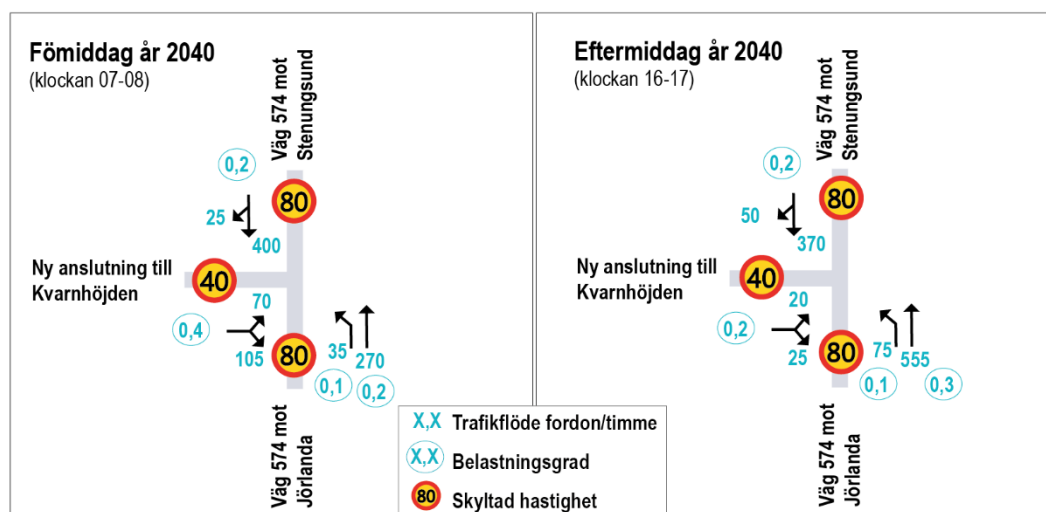 Fömiddag år 2040
(klockan 07-08)
Väg 574 mot
Stenungsund
0,2
80
25
400
Ny anslutning till
Kvarnhöjden
40
70
0,4
105
80
35
270
0,1
0,2
Väg 574 mot
Jörlanda
Eftermiddag år 2040
(klockan 16-17)
Väg 574 mot
Stenungsund
0,2
80
50
370
Ny anslutning till
Kvarnhöjden
40
20
0,2
25
80
75
555
0,1
0,3
Väg 574 mot
Jörlanda
X,X Trafikflöde fordon/timme
X,X Belastningsgrad
80 Skyltad hastighet